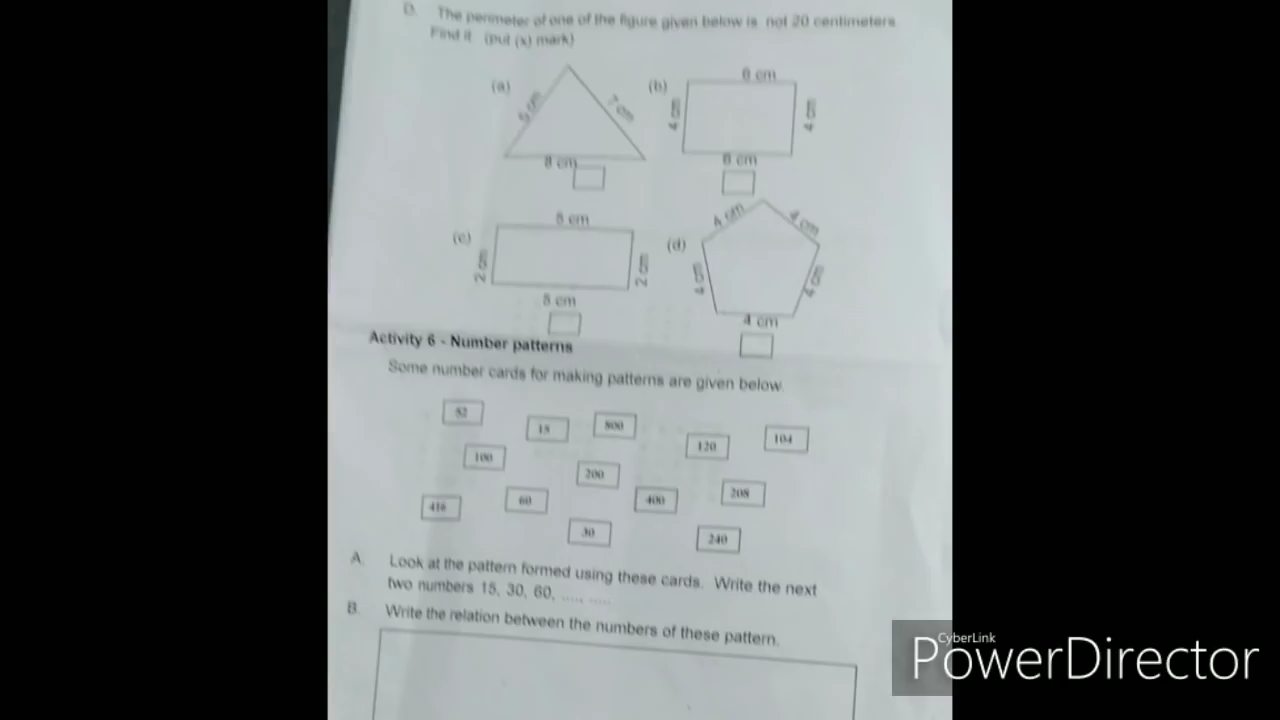 D. The perimeter of one of the figure given below is not 20 centimeters.
Find it (put (x) mark)
(a) 5 cm 7 cm
8 cm
(b) 6 cm
4 cm 4 cm
6 cm
(c) 8 cm
2 cm 2 cm
8 cm
(d) 4 cm 4 cm
4 cm 4 cm
4 cm
Activity 6 - Number patterns
Some number cards for making patterns are given below
52 15 800 120 104
100 200 208
416 60 400
30 240
A. Look at the pattern formed using these cards. Write the next
two numbers 15, 30, 60, ...., .....
B. Write the relation between the numbers of these pattern.
CyberLink
PowerDirector